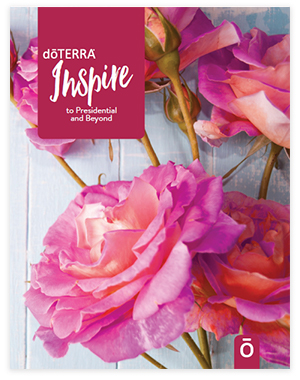 dōTERRA
Inspire
to Presidential
and Beyond
ō